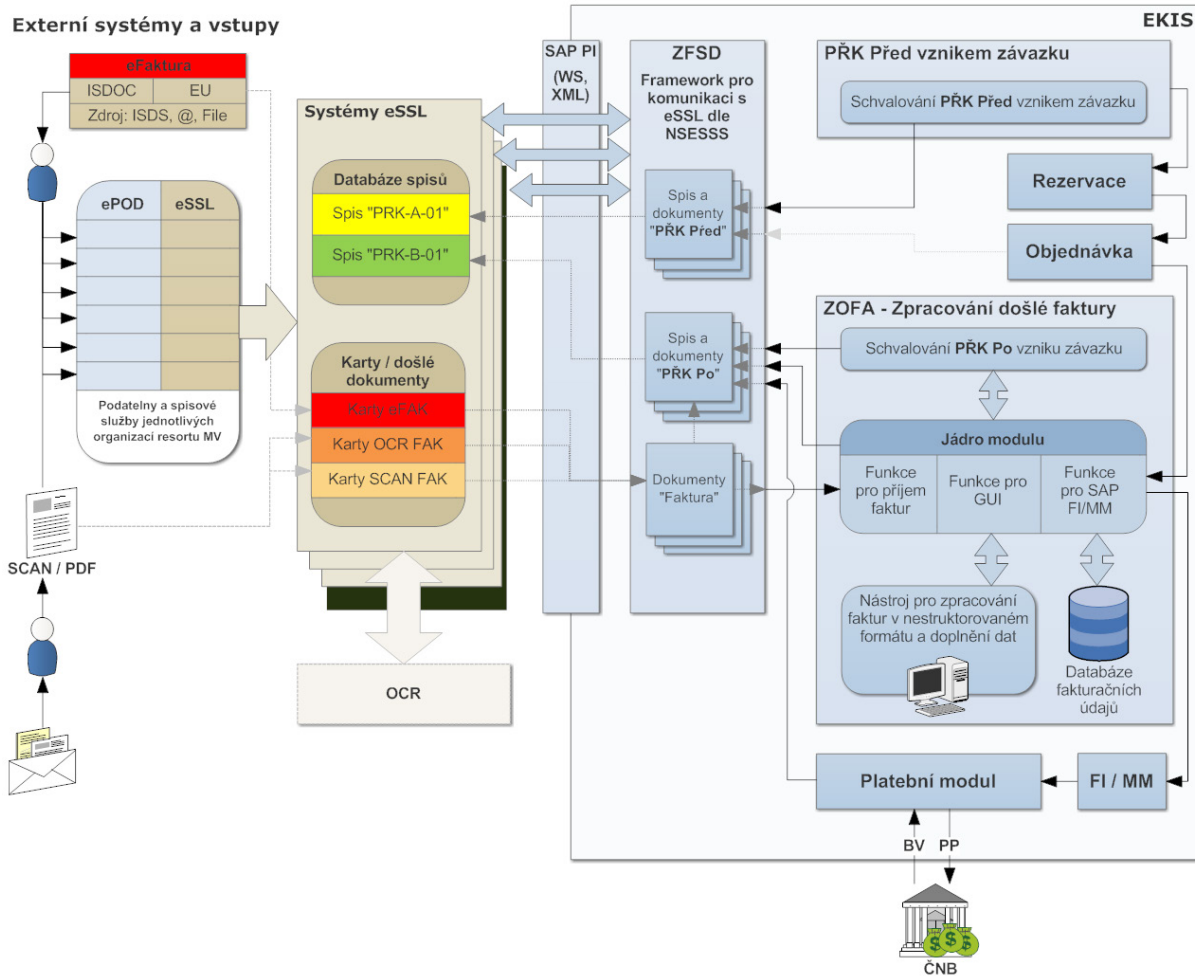 Externí systémy a vstupy
eFaktura
ISDOC
EU
Zdroj: ISDS, @, File
ePOD
eSSL
Podatelny a spisové
služby jednotlivých
organizací resortu MV
SCAN / PDF
Systémy eSSL
Databáze spisů
Spis "PRK-A-01"
Spis "PRK-B-01"
Karty / došlé
dokumenty
Karty eFAK
Karty OCR FAK
Karty SCAN FAK
OCR
EKIS
SAP PI
(WS,
XML)
ZFSD
Framework pro
komunikaci s
eSSL dle
NSESSS
Spis a
dokumenty
"PŘK Před"
Spis a
dokumenty
"PŘK Po"
Dokumenty
"Faktura"
PŘK Před vznikem závazku
Schvalování PŘK Před vznikem závazku
Rezervace
Objednávka
ZOFA - Zpracování došlé faktury
Schvalování PŘK Po vzniku závazku
Jádro modulu
Funkce
pro příjem
faktur
Funkce pro
GUI
Funkce
pro SAP
FI/MM
Nástroj pro zpracování
faktur v nestruktorovaném
formátu a doplnění dat
Databáze
fakturačních
údajů
Platební modul
FI / MM
BV
PP
ČNB